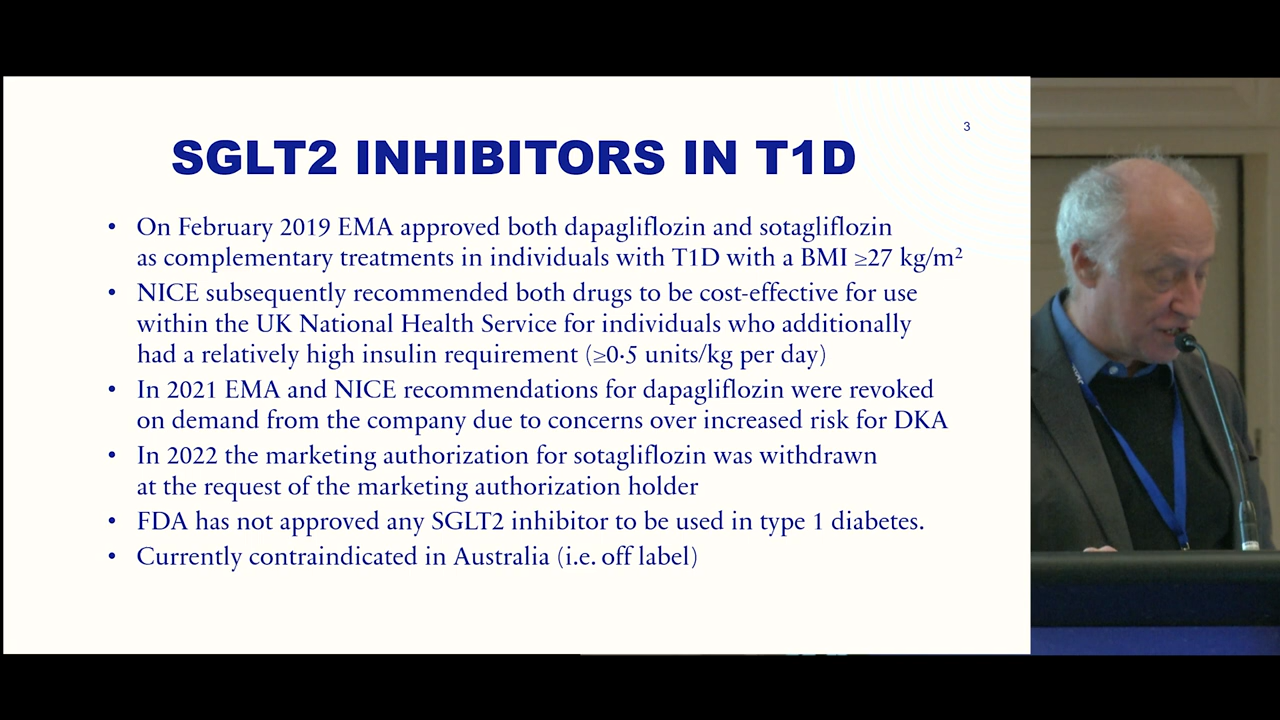 3
SGLT2 INHIBITORS IN T1D
• On February 2019 EMA approved both dapagliflozin and sotagliflozin
as complementary treatments in individuals with T1D with a BMI ≥27 kg/m²
• NICE subsequently recommended both drugs to be cost-effective for use
within the UK National Health Service for individuals who additionally
had a relatively high insulin requirement (≥0·5 units/kg per day)
• In 2021 EMA and NICE recommendations for dapagliflozin were revoked
on demand from the company due to concerns over increased risk for DKA
• In 2022 the marketing authorization for sotagliflozin was withdrawn
at the request of the marketing authorization holder
• FDA has not approved any SGLT2 inhibitor to be used in type 1 diabetes.
• Currently contraindicated in Australia (i.e. off label)